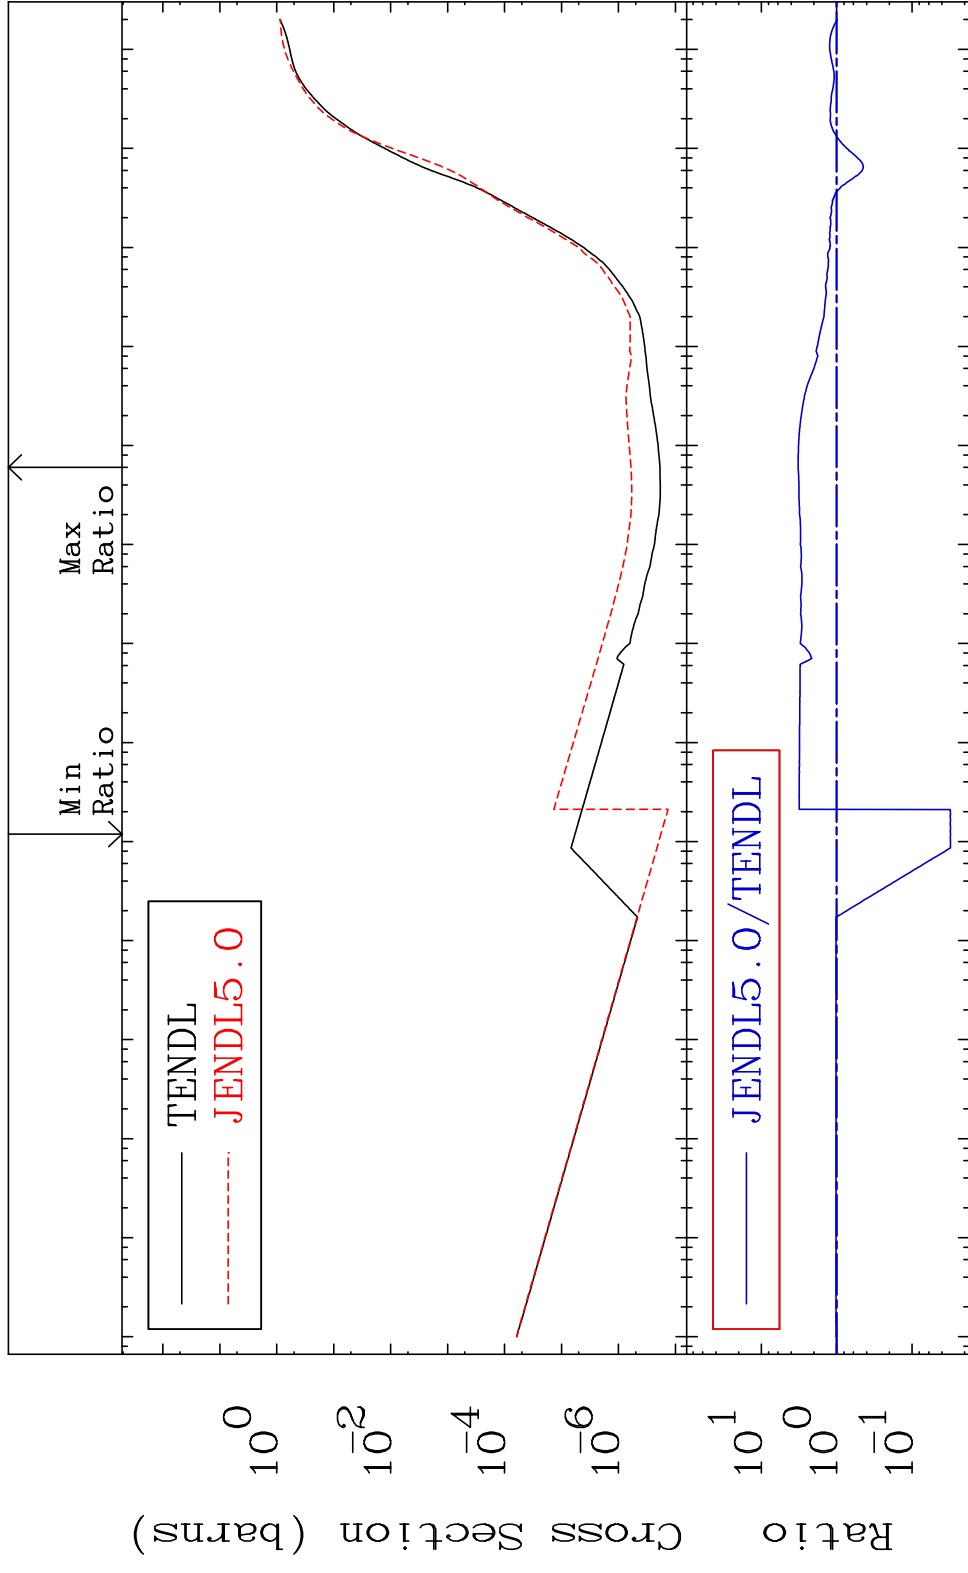 Min
Ratio
Max
Ratio
TENDL
JENDL5.0
JENDL5.0/TENDL
Cross Section (barns)
10^0
10^-2
10^-4
10^-6
Ratio
10^1
10^0
10^-1